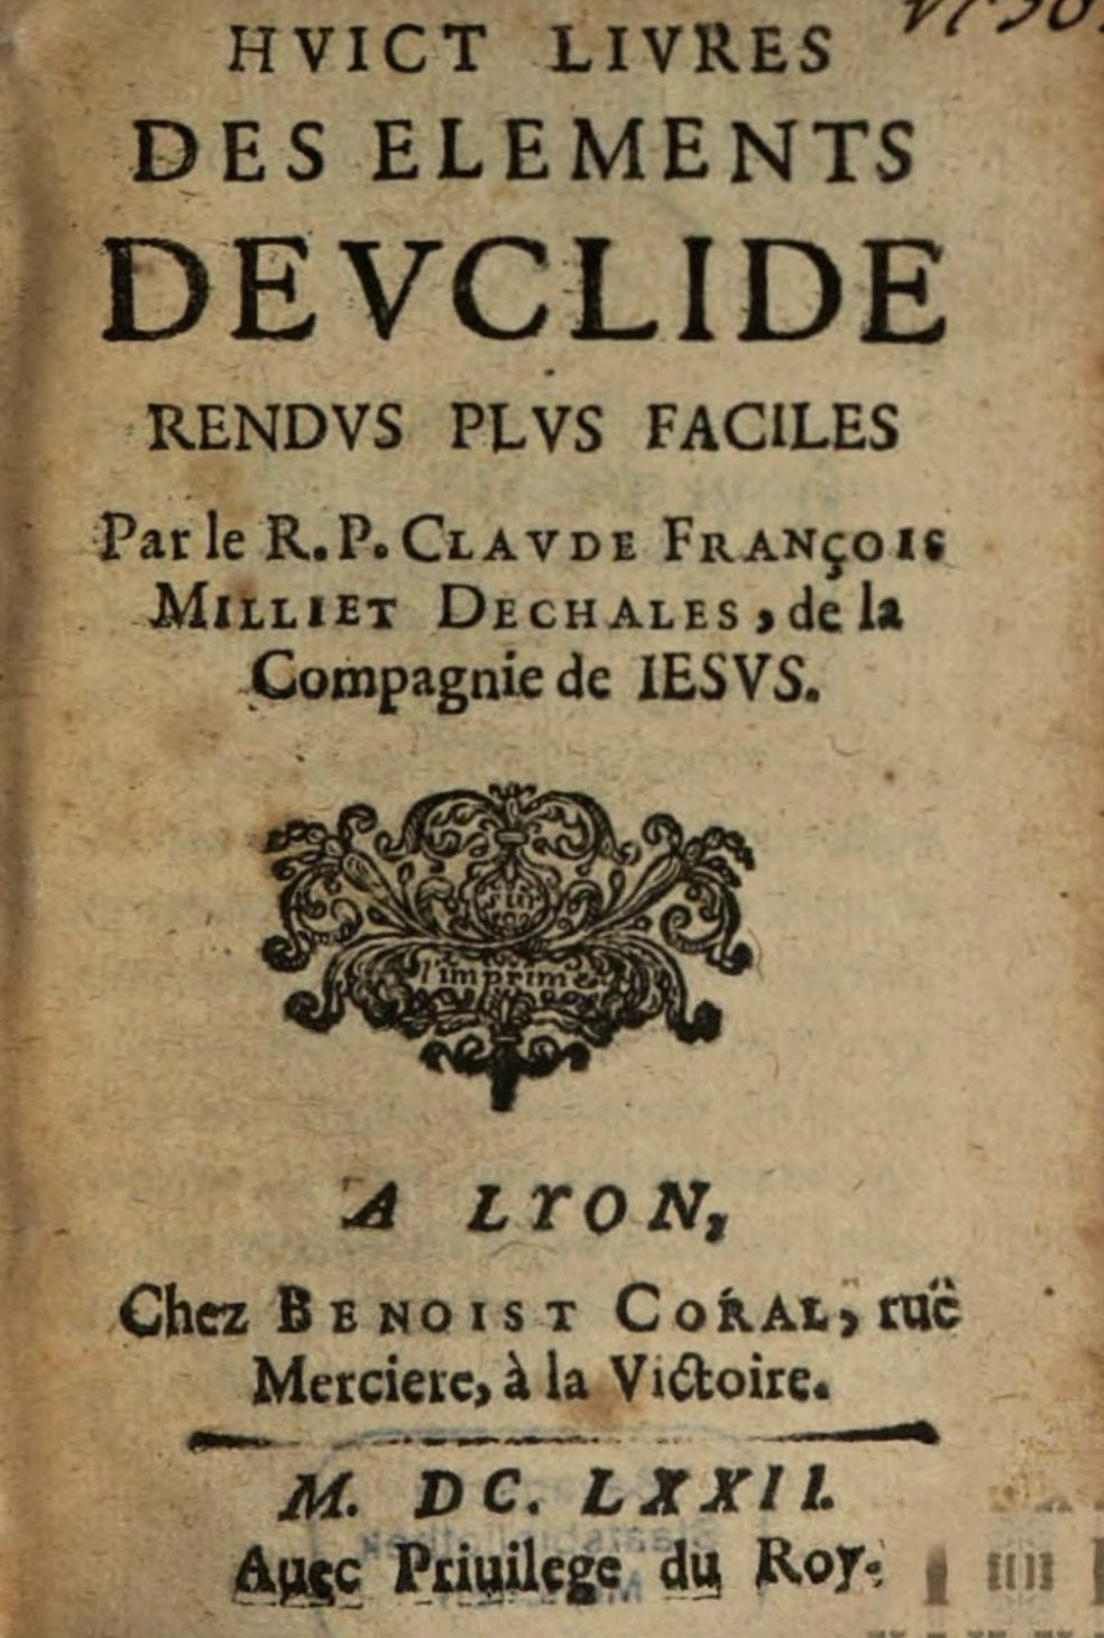 HVICT LIVRES
DES ELEMENTS
DEVCLIDE
RENDVS PLVS FACILES
Par le R. P. CLAVDE FRANÇOIS
MILLIET DECHALES, de la
Compagnie de IESVS.
l'imprimé
A LYON,
Chez BENOIST CORAL, ruë
Merciere, à la Victoire.
M. DC. LXXII.
Auec Priuilege du Roy.